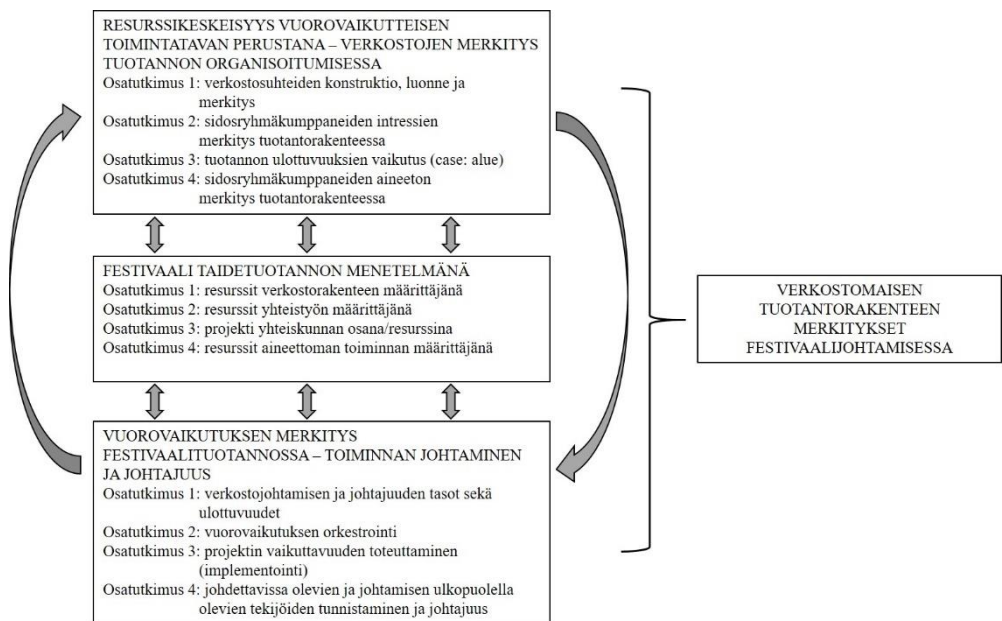 RESURSSIKESKEISYYS VUOROVAIKUTTEISEN
TOIMINTATAVAN PERUSTANA – VERKOSTOJEN MERKITYS
TUOTANNON ORGANISOITUMISESSA
Osatutkimus 1: verkostosuhteiden konstruktio, luonne ja
merkitys
Osatutkimus 2: sidosryhmäkumppaneiden intressien
merkitys tuotantorakenteessa
Osatutkimus 3: tuotannon ulottuvuuksien vaikutus (case: alue)
Osatutkimus 4: sidosryhmäkumppaneiden aineeton
merkitys tuotantorakenteessa
FESTIVAALI TAIDETUOTANNON MENETELMÄNÄ
Osatutkimus 1: resurssit verkostorakenteen määrittäjänä
Osatutkimus 2: resurssit yhteistyön määrittäjänä
Osatutkimus 3: projekti yhteiskunnan osana/resurssina
Osatutkimus 4: resurssit aineettoman toiminnan määrittäjänä
VUOROVAIKUTUKSEN MERKITYS
FESTIVAALITUOTANNOSSA – TOIMINNAN JOHTAMINEN
JA JOHTAJUUS
Osatutkimus 1: verkostojohtamisen ja johtajuuden tasot sekä
ulottuvuudet
Osatutkimus 2: vuorovaikutuksen orkestrointi
Osatutkimus 3: projektin vaikuttavuuden toteuttaminen
(implementointi)
Osatutkimus 4: johdettavissa olevien ja johtamisen ulkopuolella
olevien tekijöiden tunnistaminen ja johtajuus
VERKOSTOMAISEN
TUOTANTORAKENTEEN
MERKITYKSET
FESTIVAALIJOHTAMISESSA